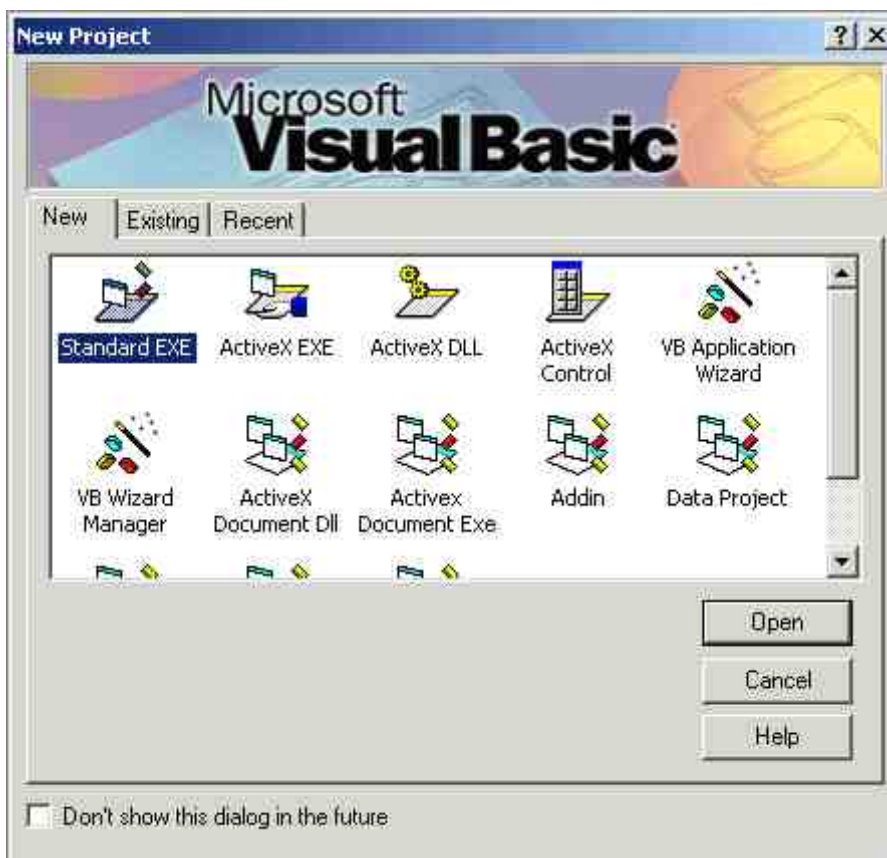 New Project
Microsoft
Visual Basic
New Existing Recent
Standard EXE ActiveX EXE ActiveX DLL ActiveX Control VB Application Wizard
VB Wizard Manager ActiveX Document Dll Activex Document Exe Addin Data Project
Open
Cancel
Help
Don't show this dialog in the future